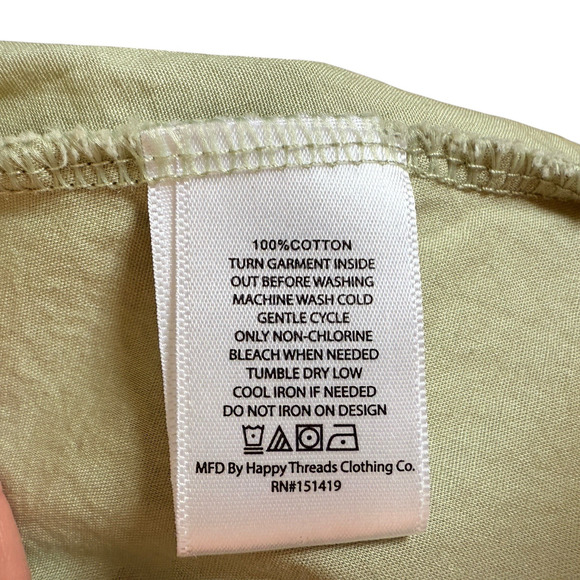 100%COTTON
TURN GARMENT INSIDE
OUT BEFORE WASHING
MACHINE WASH COLD
GENTLE CYCLE
ONLY NON-CHLORINE
BLEACH WHEN NEEDED
TUMBLE DRY LOW
COOL IRON IF NEEDED
DO NOT IRON ON DESIGN
MFD By Happy Threads Clothing Co.
RN#151419